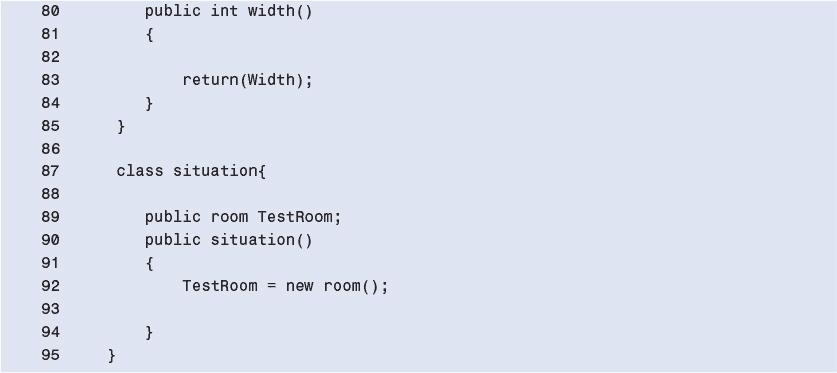 80         public int width()
81         {
82
83             return(Width);
84         }
85      }
86
87      class situation{
88
89         public room TestRoom;
90         public situation()
91         {
92             TestRoom = new room();
93
94         }
95     }